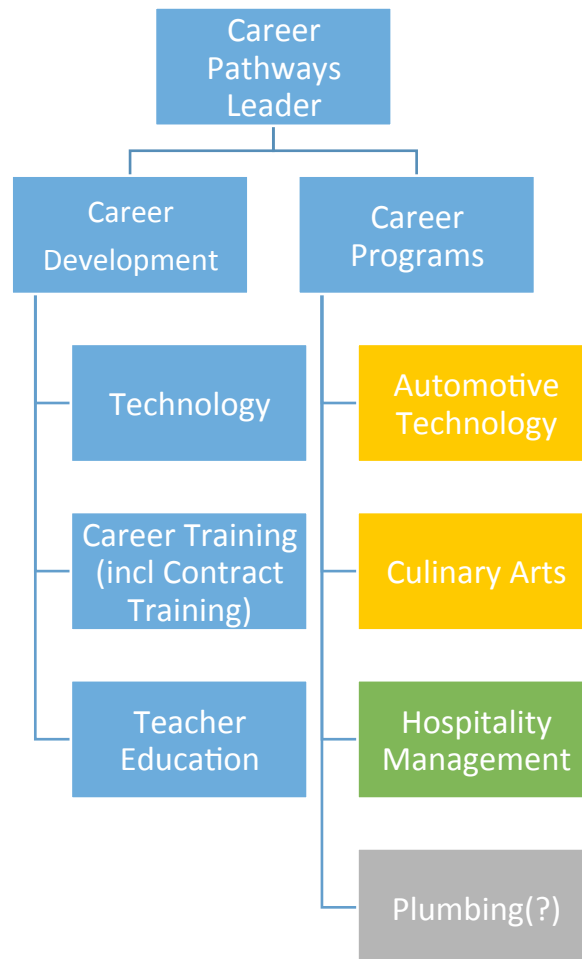 Career
Pathways
Leader
Career
Development
Career
Programs
Technology
Automotive
Technology
Career Training
(incl Contract
Training)
Culinary Arts
Teacher
Education
Hospitality
Management
Plumbing(?)